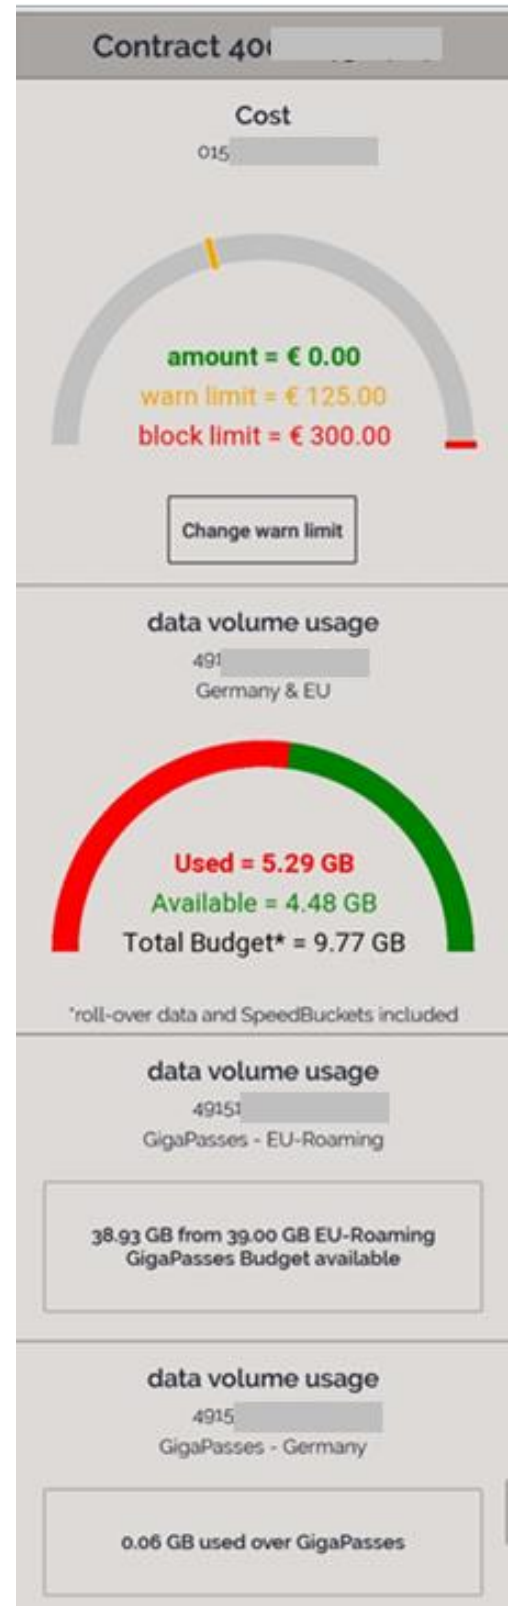 Contract 400
Cost
015
amount = € 0.00
warn limit = € 125.00
block limit = € 300.00
Change warn limit
data volume usage
491
Germany & EU
Used = 5.29 GB
Available = 4.48 GB
Total Budget* = 9.77 GB
*roll-over data and SpeedBuckets included
data volume usage
49151
GigaPasses - EU-Roaming
38.93 GB from 39.00 GB EU-Roaming
GigaPasses Budget available
data volume usage
4915
GigaPasses - Germany
0.06 GB used over GigaPasses